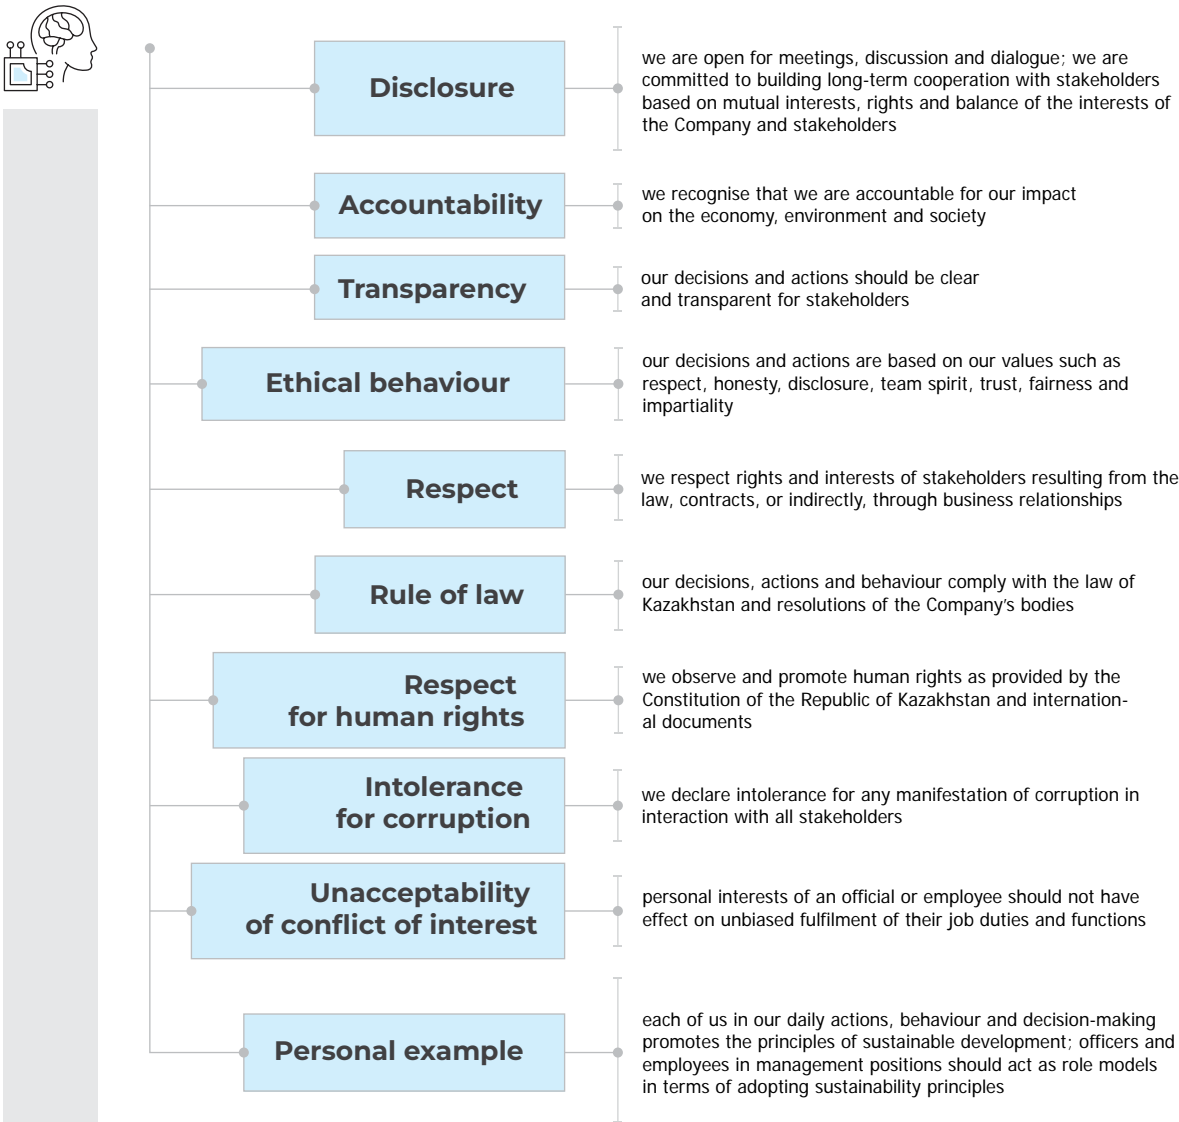 Disclosure
we are open for meetings, discussion and dialogue; we are
committed to building long-term cooperation with stakeholders
based on mutual interests, rights and balance of the interests of
the Company and stakeholders
Accountability
we recognise that we are accountable for our impact
on the economy, environment and society
Transparency
our decisions and actions should be clear
and transparent for stakeholders
Ethical behaviour
our decisions and actions are based on our values such as
respect, honesty, disclosure, team spirit, trust, fairness and
impartiality
Respect
we respect rights and interests of stakeholders resulting from the
law, contracts, or indirectly, through business relationships
Rule of law
our decisions, actions and behaviour comply with the law of
Kazakhstan and resolutions of the Company's bodies
Respect
for human rights
we observe and promote human rights as provided by the
Constitution of the Republic of Kazakhstan and internation-
al documents
Intolerance
for corruption
we declare intolerance for any manifestation of corruption in
interaction with all stakeholders
Unacceptability
of conflict of interest
personal interests of an official or employee should not have
effect on unbiased fulfilment of their job duties and functions
Personal example
each of us in our daily actions, behaviour and decision-making
promotes the principles of sustainable development; officers and
employees in management positions should act as role models
in terms of adopting sustainability principles